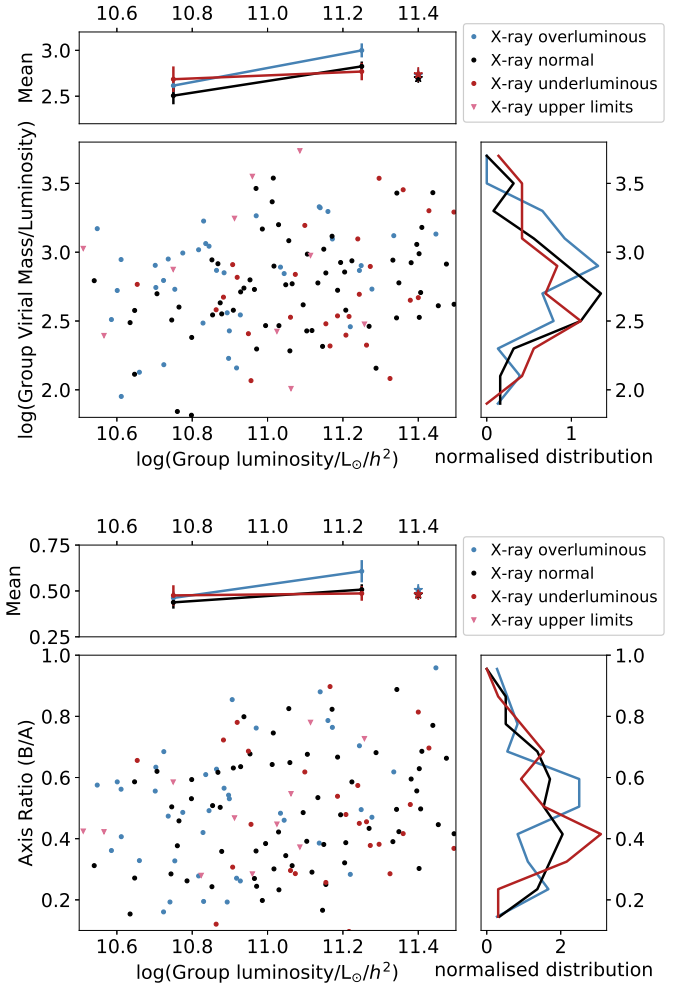 10.6 10.8 11.0 11.2 11.4
3.0
2.5
Mean
X-ray overluminous
X-ray normal
X-ray underluminous
X-ray upper limits
log(Group Virial Mass/Luminosity)
3.5
3.0
2.5
2.0
3.5
3.0
2.5
2.0
10.6 10.8 11.0 11.2 11.4
0 1
log(Group luminosity/L⊙/h²)
normalised distribution
10.6 10.8 11.0 11.2 11.4
0.75
0.50
0.25
Mean
X-ray overluminous
X-ray normal
X-ray underluminous
X-ray upper limits
Axis Ratio (B/A)
1.0
0.8
0.6
0.4
0.2
1.0
0.8
0.6
0.4
0.2
10.6 10.8 11.0 11.2 11.4
0 2
log(Group luminosity/L⊙/h²)
normalised distribution